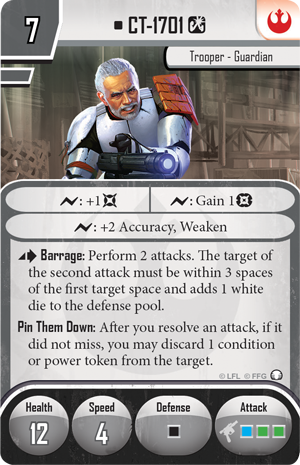 7
CT-1701
Trooper - Guardian
: +1
: Gain 1
: +2 Accuracy, Weaken
Barrage: Perform 2 attacks. The target
of the second attack must be within 3 spaces
of the first target space and adds 1 white
die to the defense pool.
Pin Them Down: After you resolve an attack, if it
did not miss, you may discard 1 condition
or power token from the target.
© LFL © FFG
Health
Speed
Defense
Attack
12
4